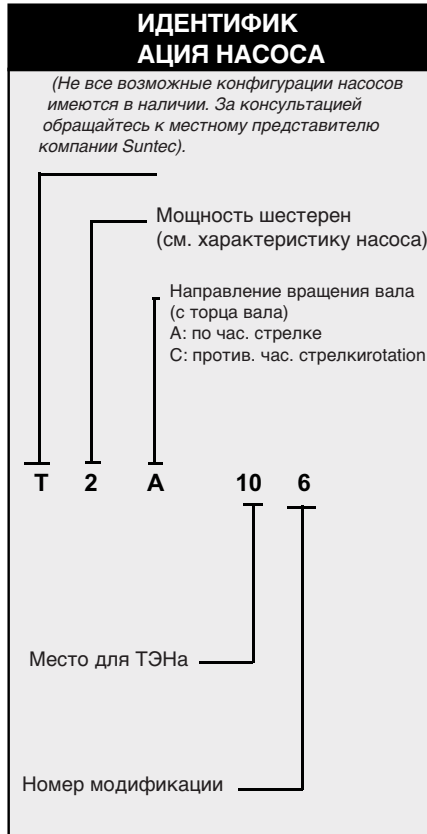 ИДЕНТИФИК
АЦИЯ НАСОСА
(Не все возможные конфигурации насосов
имеются в наличии. За консультацией
обращайтесь к местному представителю
компании Suntec).
Мощность шестерен
(см. характеристику насоса)
Направление вращения вала
(с торца вала)
А: по час. стрелке
С: против. час. стрелкиrotation
T 2 A 10 6
Место для ТЭНа
Номер модификации